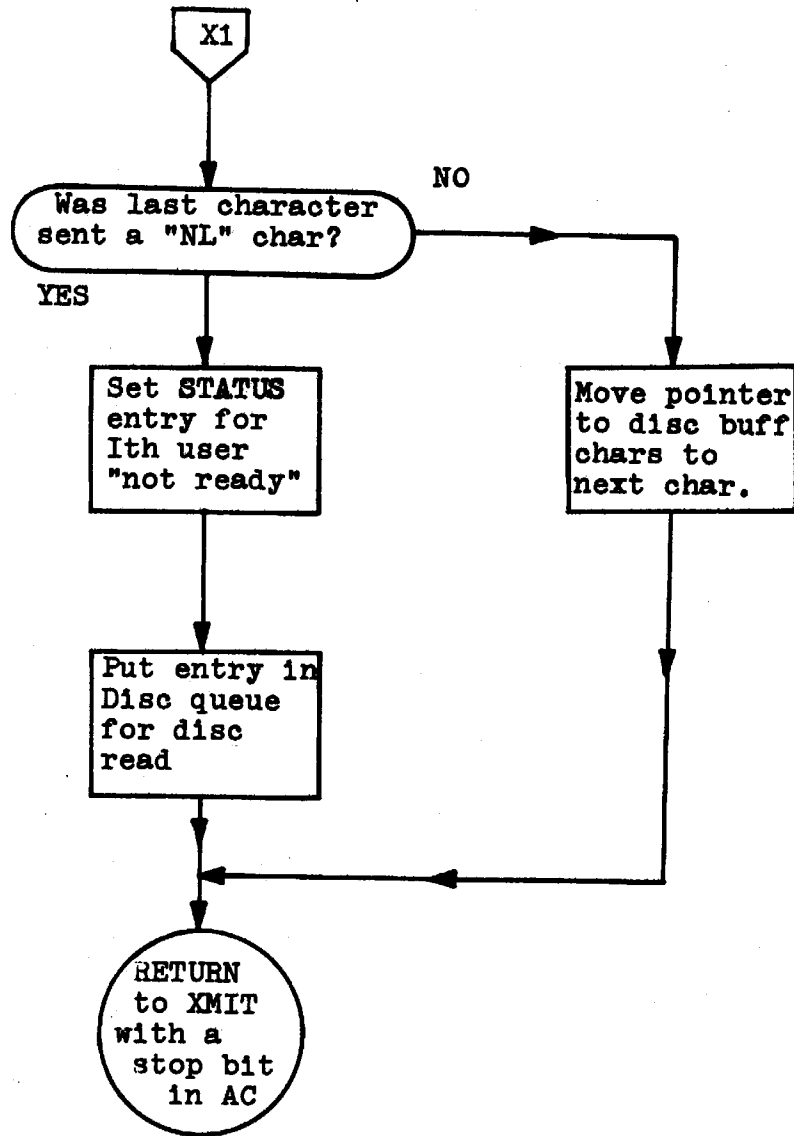 X1
NO
Was last character
sent a "NL" char?
YES
Set STATUS
entry for
Ith user
"not ready"
Move pointer
to disc buff
chars to
next char.
Put entry in
Disc queue
for disc
read
RETURN
to XMIT
with a
stop bit
in AC